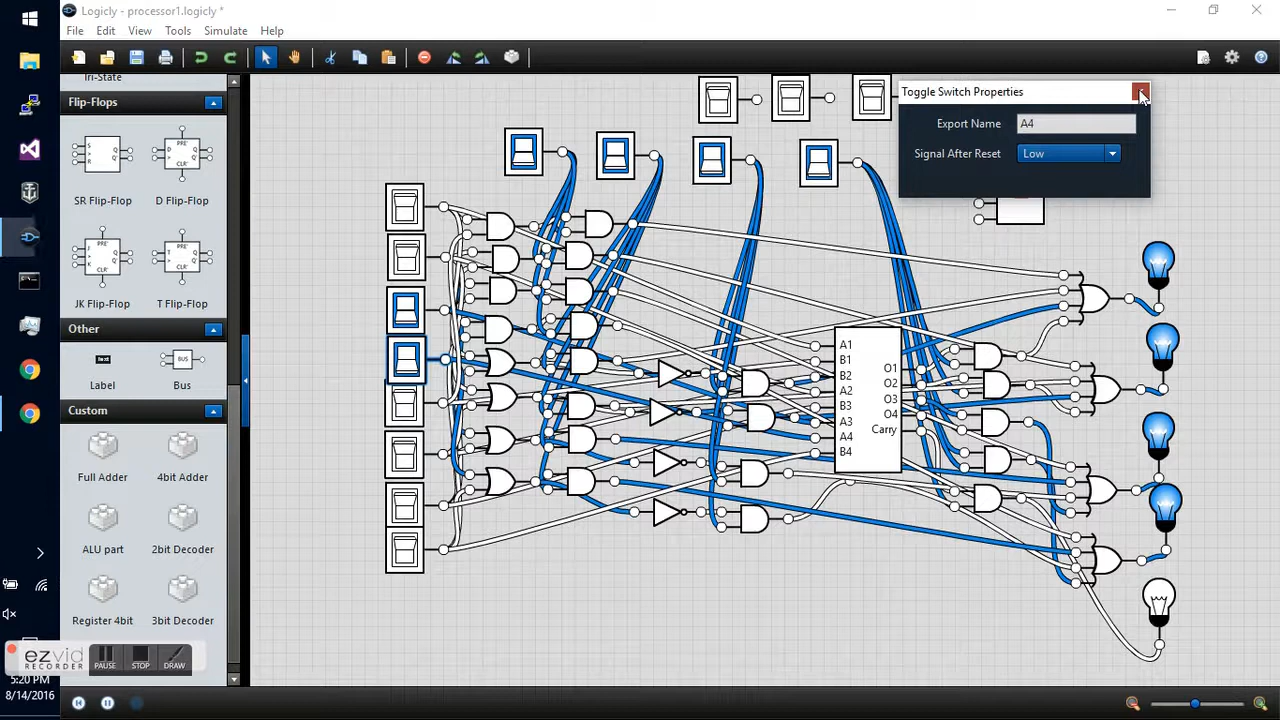 Logicly - processor1.logicly *
File Edit View Tools Simulate Help
Tri-State
Flip-Flops
SR Flip-Flop D Flip-Flop
JK Flip-Flop T Flip-Flop
Other
Label Bus
Custom
Full Adder 4bit Adder
ALU part 2bit Decoder
Register 4bit 3bit Decoder
Toggle Switch Properties
Export Name A4
Signal After Reset Low
A1
B1
B2
A2
B3
A3
A4
B4
O1
O2
O3
O4
Carry
ezvid
RECORDER
PAUSE STOP DRAW
5:20 PM
8/14/2016